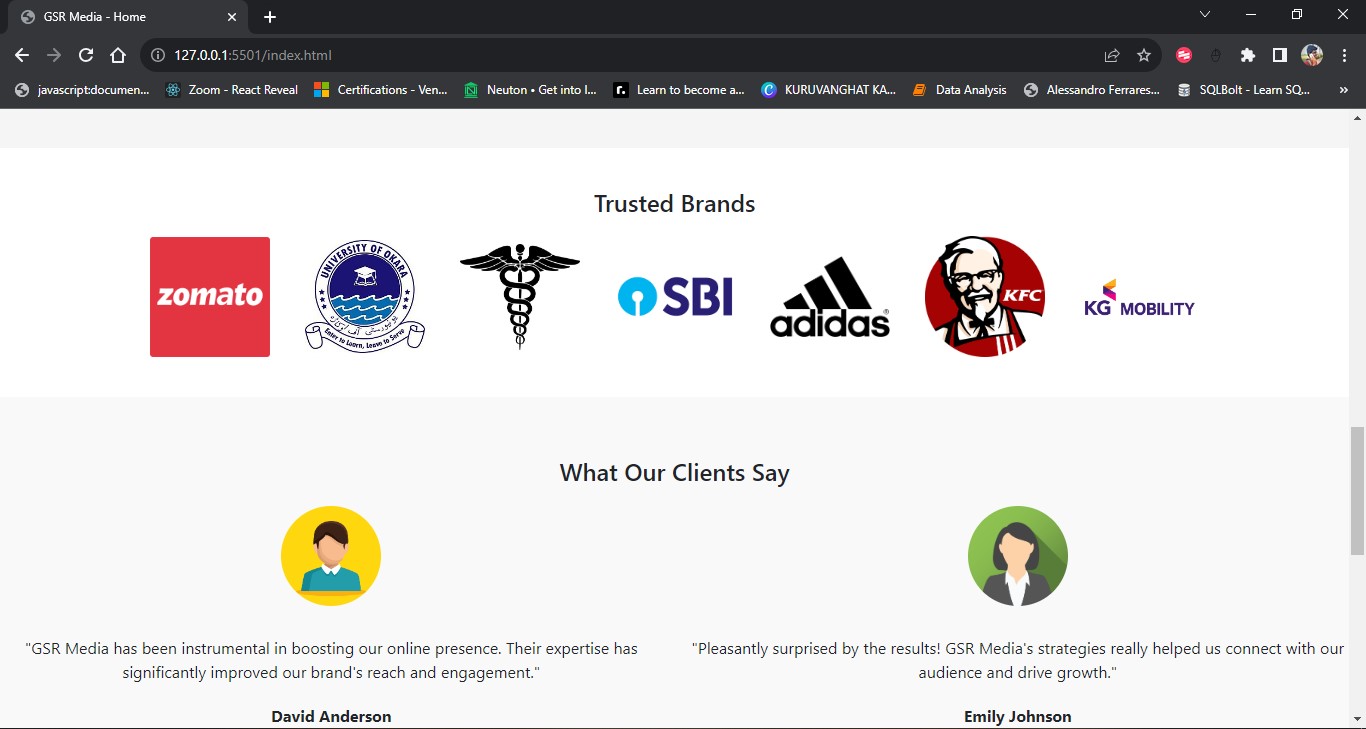 GSR Media - Home
127.0.0.1:5501/index.html
javascript:documen... Zoom - React Reveal Certifications - Ven... Neuton • Get into I... Learn to become a... KURUVANGHAT KA... Data Analysis Alessandro Ferrares... SQLBolt - Learn SQ... »
Trusted Brands
zomato
UNIVERSITY OF OKARA
Enter to Learn, Leave to Serve
SBI
adidas®
KFC
KG MOBILITY
What Our Clients Say
"GSR Media has been instrumental in boosting our online presence. Their expertise has
significantly improved our brand's reach and engagement."
David Anderson
"Pleasantly surprised by the results! GSR Media's strategies really helped us connect with our
audience and drive growth."
Emily Johnson